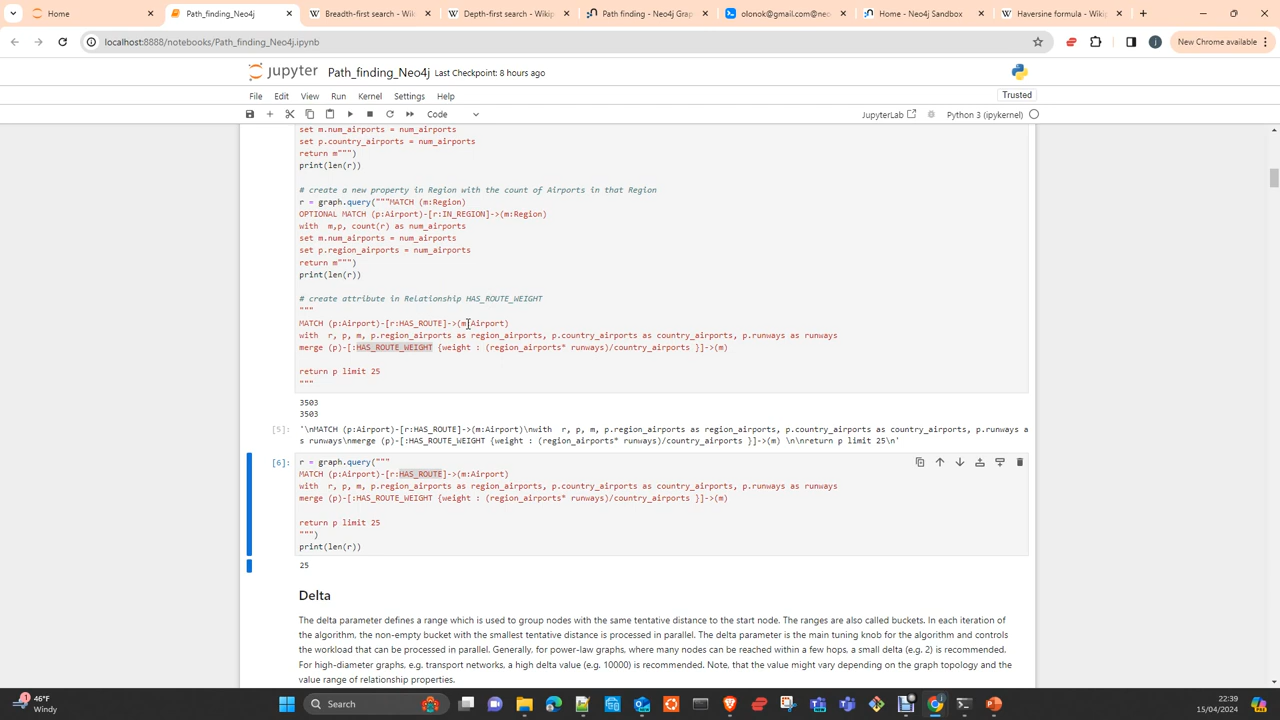 Home
Path_finding_Neo4j
Breadth-first search - Wiki
Depth-first search - Wikip
Path finding - Neo4j Grap
olonok@gmail.com@neo
Home - Neo4j Sandbox
Haversine formula - Wikip
localhost:8888/notebooks/Path_finding_Neo4j.ipynb
New Chrome available
jupyter Path_finding_Neo4j Last Checkpoint: 8 hours ago
File Edit View Run Kernel Settings Help
Trusted
Code
JupyterLab
Python 3 (ipykernel)
set m.num_airports = num_airports
set p.country_airports = num_airports
return m""")
print(len(r))
# create a new property in Region with the count of Airports in that Region
r = graph.query("""MATCH (m:Region)
OPTIONAL MATCH (p:Airport)-[r:IN_REGION]->(m:Region)
with  m,p, count(r) as num_airports
set m.num_airports = num_airports
set p.region_airports = num_airports
return m""")
print(len(r))
# create attribute in Relationship HAS_ROUTE_WEIGHT
"""
MATCH (p:Airport)-[r:HAS_ROUTE]->(m:Airport)
with  r, p, m, p.region_airports as region_airports, p.country_airports as country_airports, p.runways as runways
merge (p)-[:HAS_ROUTE_WEIGHT {weight : (region_airports* runways)/country_airports }]->(m)
return p limit 25
"""
3503
3503
[5]: '\nMATCH (p:Airport)-[r:HAS_ROUTE]->(m:Airport)\nwith  r, p, m, p.region_airports as region_airports, p.country_airports as country_airports, p.runways a
s runways\nmerge (p)-[:HAS_ROUTE_WEIGHT {weight : (region_airports* runways)/country_airports }]->(m) \n\nreturn p limit 25\n'
[6]: r = graph.query("""
MATCH (p:Airport)-[r:HAS_ROUTE]->(m:Airport)
with  r, p, m, p.region_airports as region_airports, p.country_airports as country_airports, p.runways as runways
merge (p)-[:HAS_ROUTE_WEIGHT {weight : (region_airports* runways)/country_airports }]->(m)
return p limit 25
""")
print(len(r))
25
Delta
The delta parameter defines a range which is used to group nodes with the same tentative distance to the start node. The ranges are also called buckets. In each iteration of
the algorithm, the non-empty bucket with the smallest tentative distance is processed in parallel. The delta parameter is the main tuning knob for the algorithm and controls
the workload that can be processed in parallel. Generally, for power-law graphs, where many nodes can be reached within a few hops, a small delta (e.g. 2) is recommended.
For high-diameter graphs, e.g. transport networks, a high delta value (e.g. 10000) is recommended. Note, that the value might vary depending on the graph topology and the
value range of relationship properties.
1
46°F
Windy
Search
22:39
15/04/2024